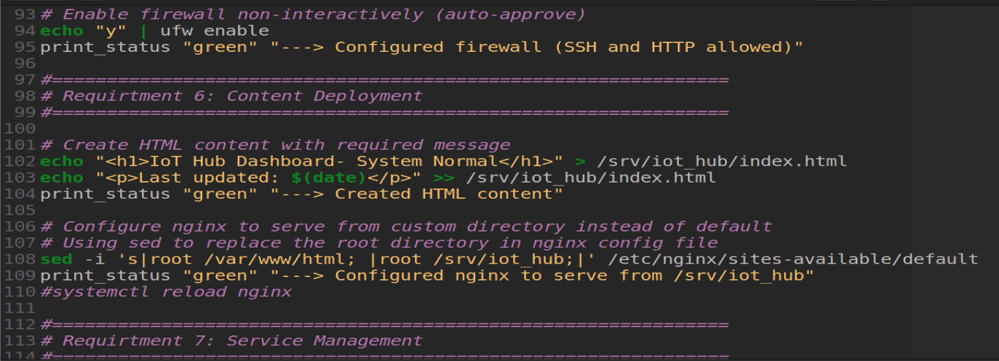 93 # Enable firewall non-interactively (auto-approve)
94 echo "y" | ufw enable
95 print_status "green" "---> Configured firewall (SSH and HTTP allowed)"
96
97 #==============================================================
98 # Requirtment 6: Content Deployment
99 #==============================================================
100
101 # Create HTML content with required message
102 echo "<h1>IoT Hub Dashboard- System Normal</h1>" > /srv/iot_hub/index.html
103 echo "<p>Last updated: $(date)</p>" >> /srv/iot_hub/index.html
104 print_status "green" "---> Created HTML content"
105
106 # Configure nginx to serve from custom directory instead of default
107 # Using sed to replace the root directory in nginx config file
108 sed -i 's|root /var/www/html; |root /srv/iot_hub;|' /etc/nginx/sites-available/default
109 print_status "green" "---> Configured nginx to serve from /srv/iot_hub"
110 #systemctl reload nginx
111
112 #==============================================================
113 # Requirtment 7: Service Management
114 #==============================================================